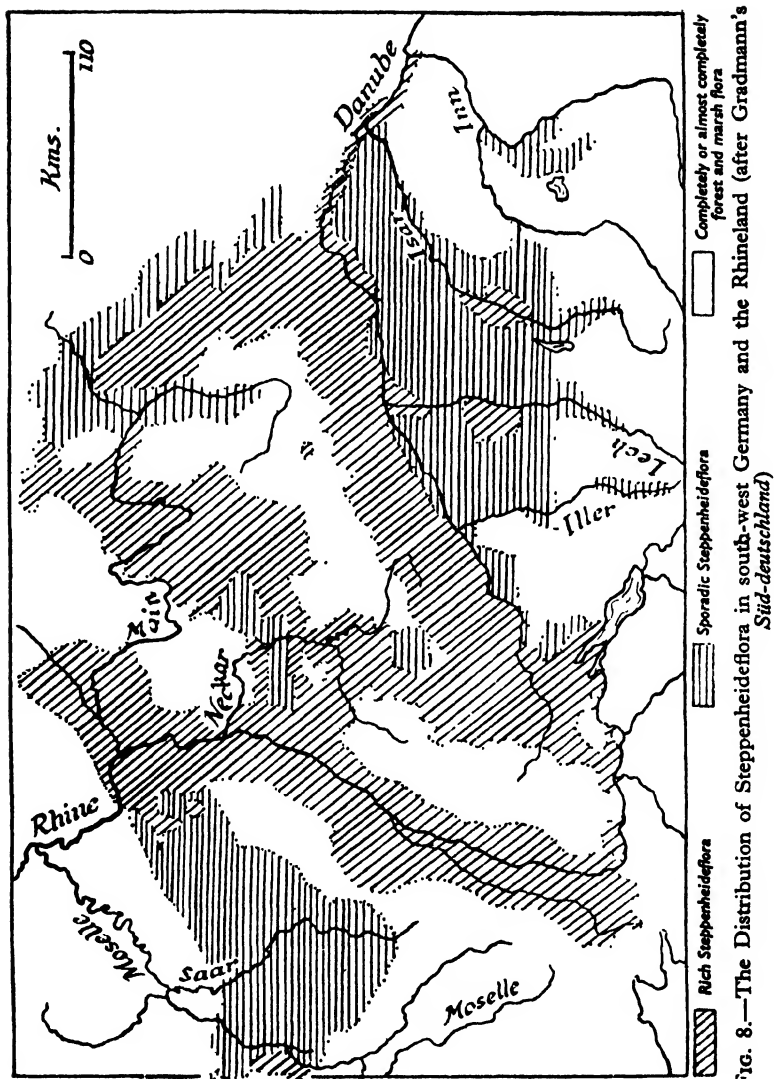 Kms.
0 110
Danube
Inn
Isar
Lech
Iller
Main
Neckar
Rhine
Moselle
Saar
Moselle
Rich Steppenheideflora
Sporadic Steppenheideflora
Completely or almost completely
forest and marsh flora
FIG. 8.—The Distribution of Steppenheideflora in south-west Germany and the Rhineland (after Gradmann's
Süd-deutschland)